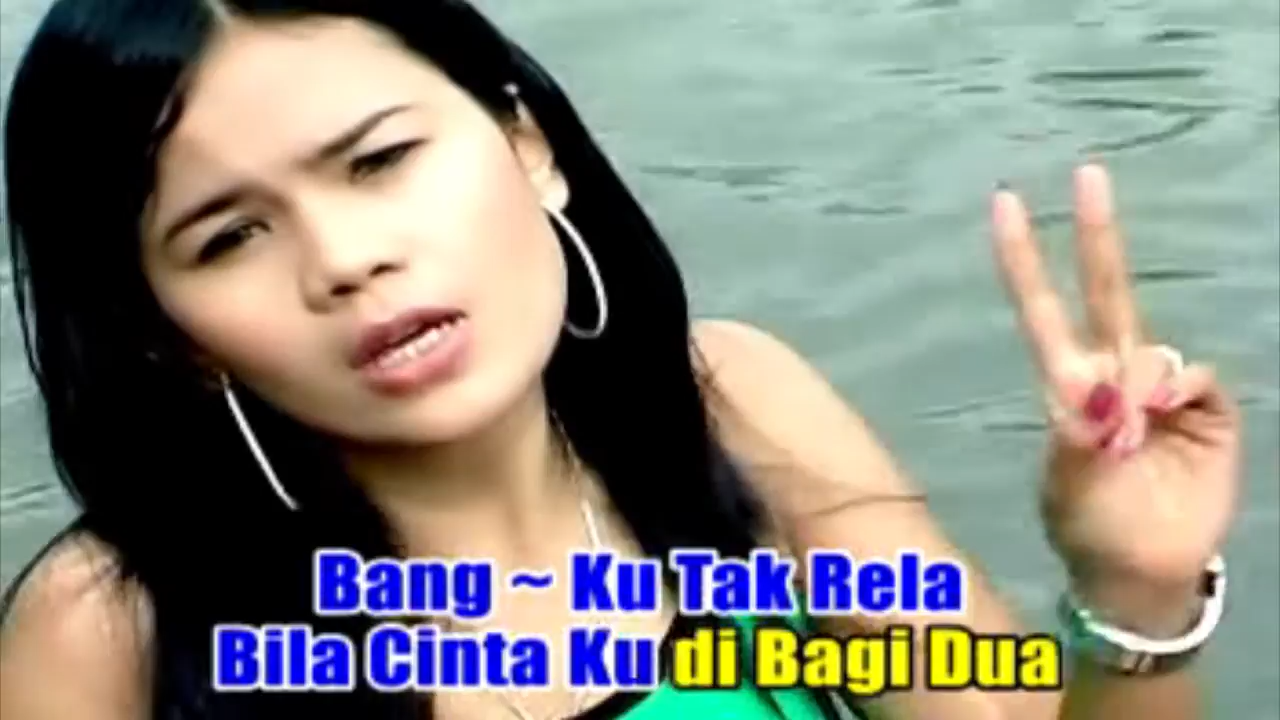 Bang ~ Ku Tak Rela
Bila Cinta Ku di Bagi Dua